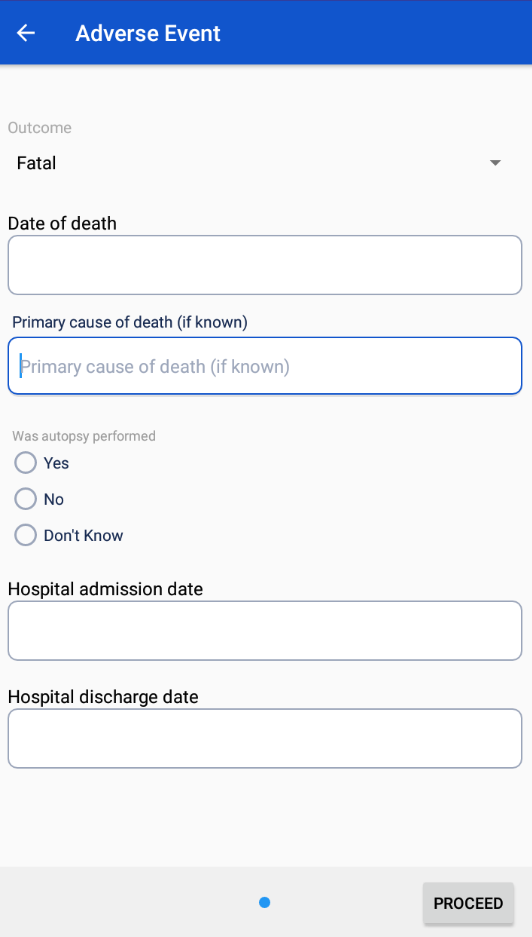 Adverse Event
Outcome
Fatal
Date of death
Primary cause of death (if known)
Primary cause of death (if known)
Was autopsy performed
Yes
No
Don't Know
Hospital admission date
Hospital discharge date
PROCEED